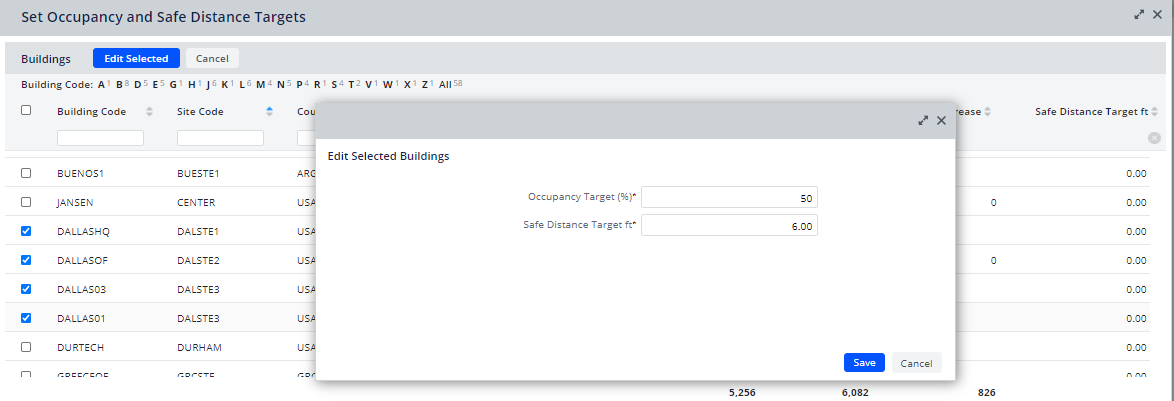 Set Occupancy and Safe Distance Targets
Buildings Edit Selected Cancel
Building Code: A 1 B 8 D 5 E 5 G 1 H 1 J 6 K 1 L 6 M 4 N 5 P 4 R 1 S 4 T 2 V 1 W 1 X 1 Z 1 All 58
Building Code Site Code Cou rease Safe Distance Target ft
Edit Selected Buildings
BUENOS1 BUESTE1 ARG 0.00
Occupancy Target (%)* 50
JANSEN CENTER USA 0 0.00
Safe Distance Target ft* 6.00
DALLASHQ DALSTE1 USA 0.00
DALLASOF DALSTE2 USA 0 0.00
DALLAS03 DALSTE3 USA 0.00
DALLAS01 DALSTE3 USA 0.00
DURTECH DURHAM USA 0.00
Save Cancel
GREECEOF GRCSTE GRC 0.00
5,256 6,082 826